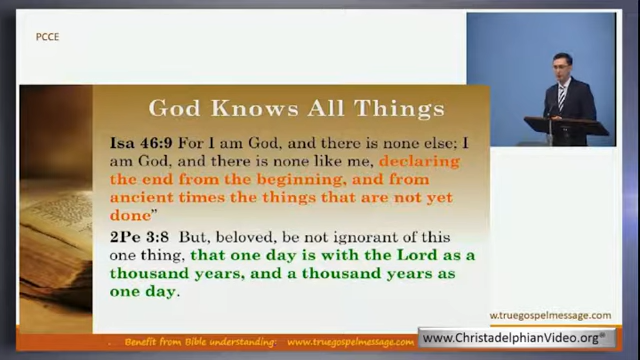 PCCE
God Knows All Things
Isa 46:9 For I am God, and there is none else; I
am God, and there is none like me, declaring
the end from the beginning, and from
ancient times the things that are not yet
done"
2Pe 3:8 But, beloved, be not ignorant of this
one thing, that one day is with the Lord as a
thousand years, and a thousand years as
one day.
www.truegospelmessage.com
Benefit from Bible understanding: www.truegospelmessage.com
www.ChristadelphianVideo.org